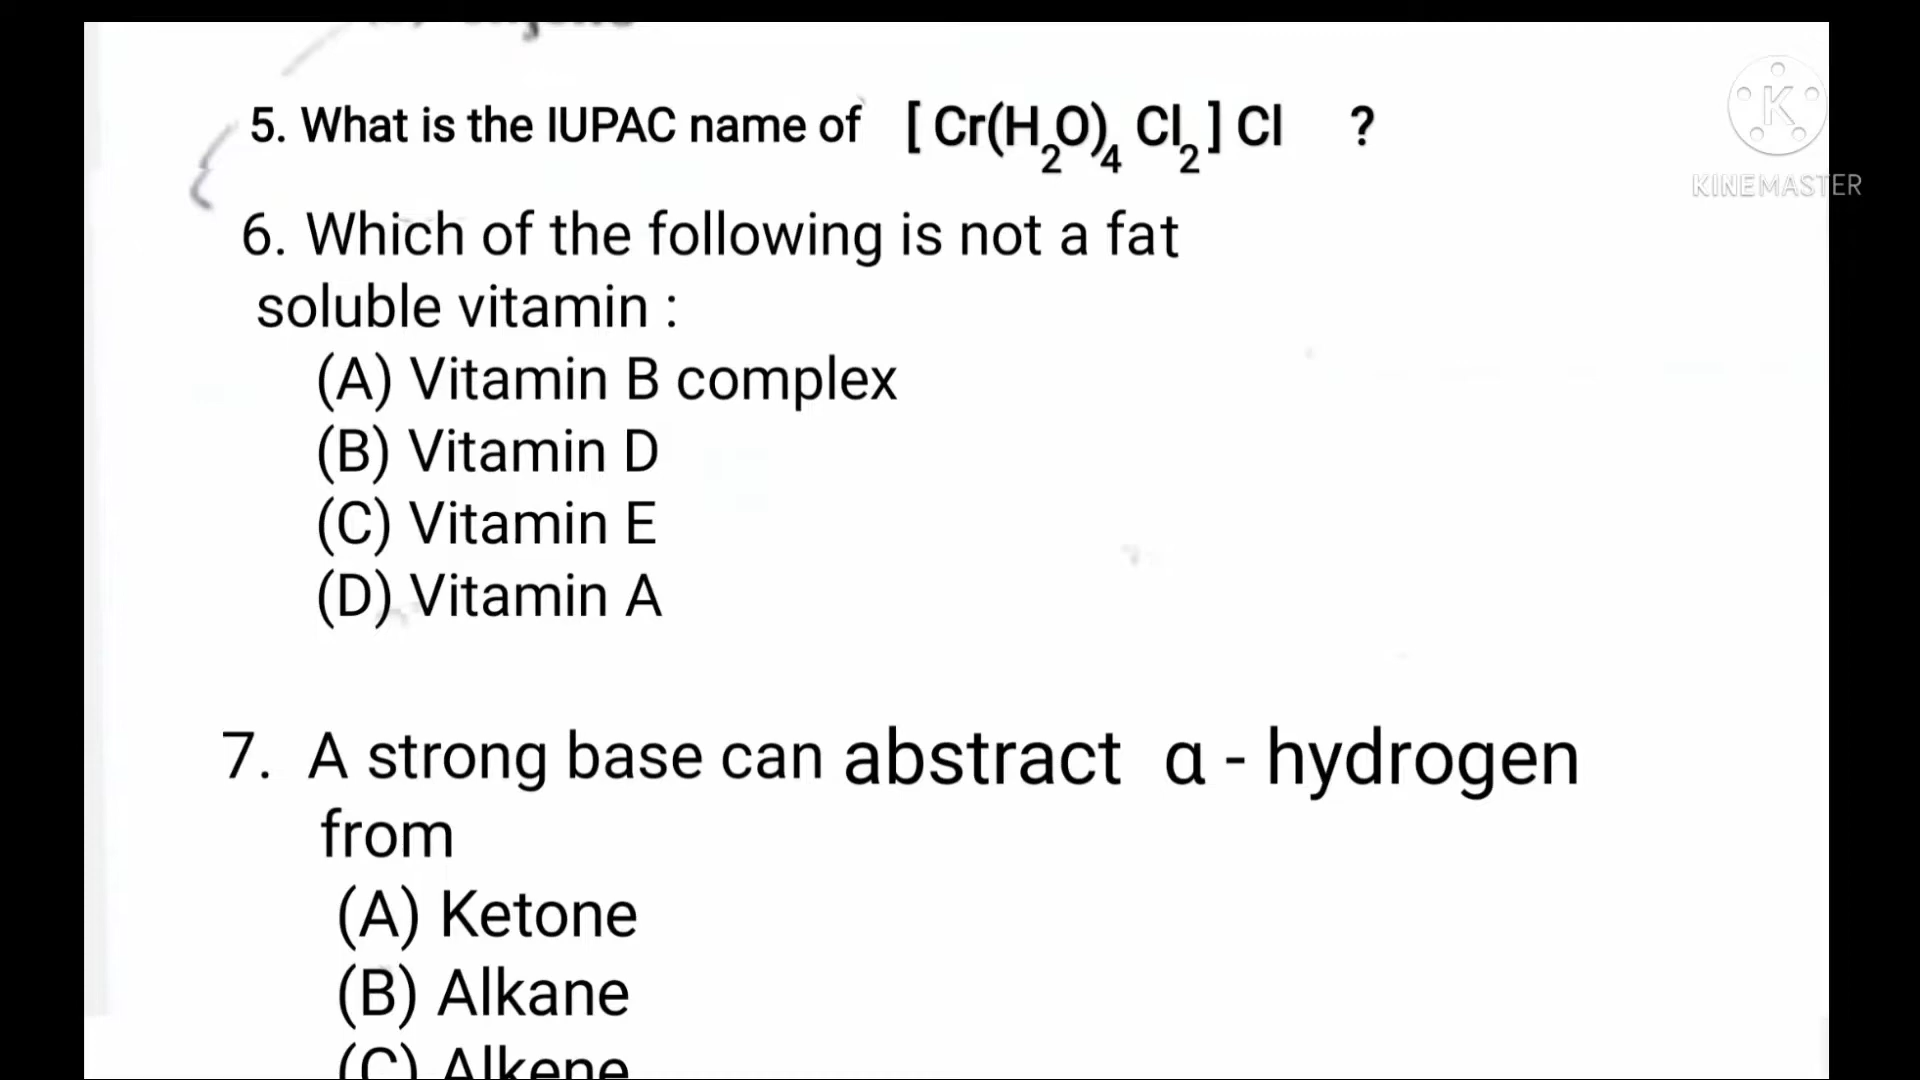 5. What is the IUPAC name of [ Cr(H2O)4 Cl2 ] Cl ?
KINEMASTER
6. Which of the following is not a fat
soluble vitamin :
(A) Vitamin B complex
(B) Vitamin D
(C) Vitamin E
(D) Vitamin A
7. A strong base can abstract α - hydrogen
from
(A) Ketone
(B) Alkane
(C) Alkene